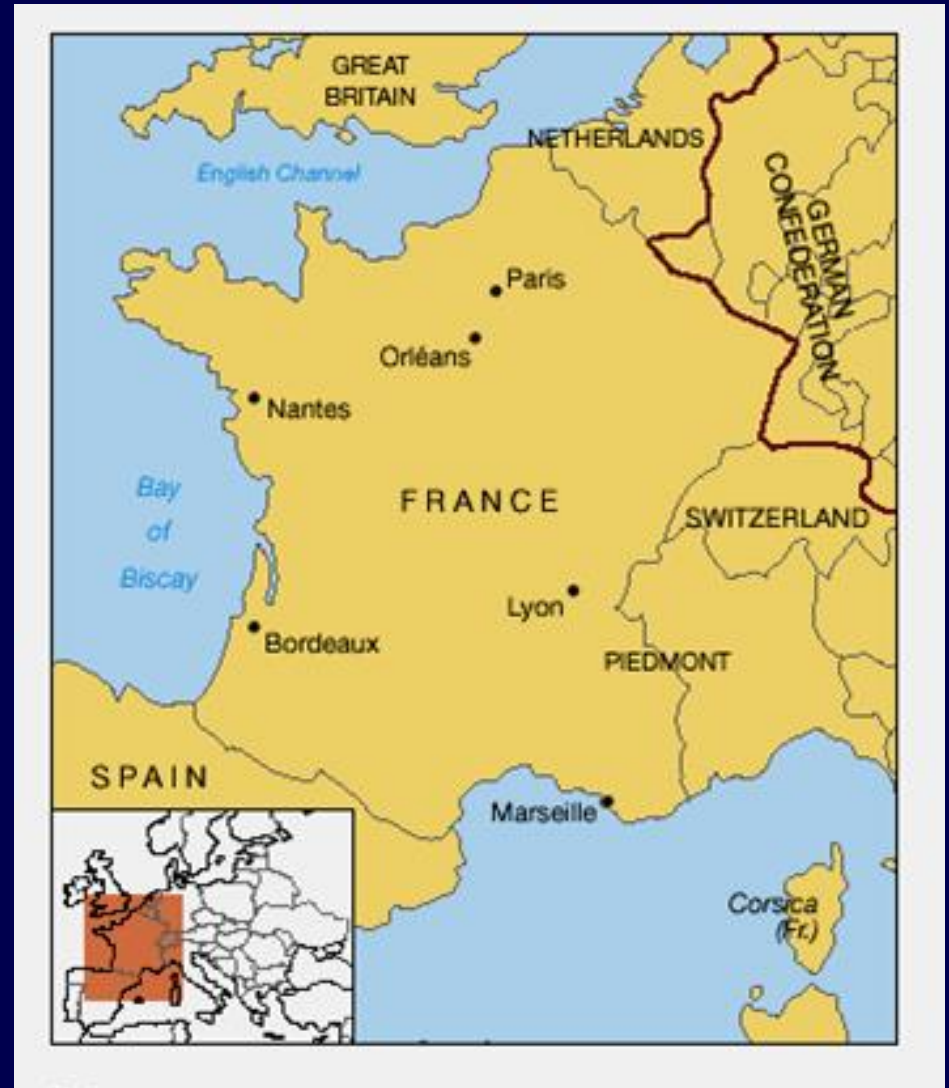 GREAT
BRITAIN
NETHERLANDS
English Channel
GERMAN
CONFEDERATION
Paris
Orléans
Nantes
Bay
of
Biscay
FRANCE
SWITZERLAND
Lyon
Bordeaux
PIEDMONT
SPAIN
Marseille
Corsica
(Fr.)